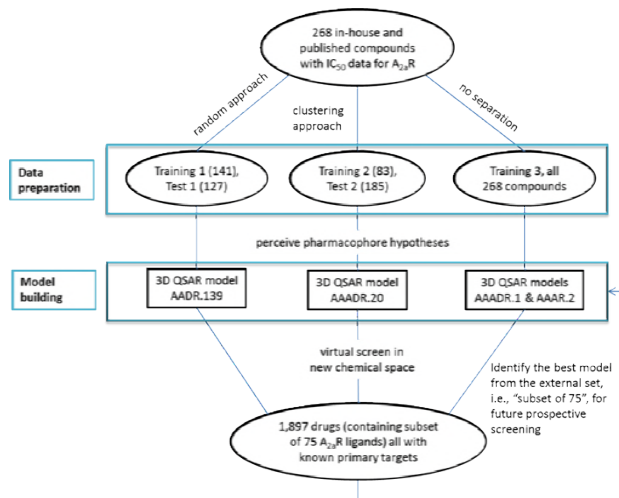 268 in-house and
published compounds
with IC50 data for A2aR
random approach
clustering
approach
no separation
Data
preparation
Training 1 (141),
Test 1 (127)
Training 2 (83),
Test 2 (185)
Training 3, all
268 compounds
perceive pharmacophore hypotheses
Model
building
3D QSAR model
AADR.139
3D QSAR model
AAADR.20
3D QSAR models
AAADR.1 & AAAR.2
virtual screen in
new chemical space
Identify the best model
from the external set,
i.e., "subset of 75", for
future prospective
screening
1,897 drugs (containing subset
of 75 A2aR ligands) all with
known primary targets